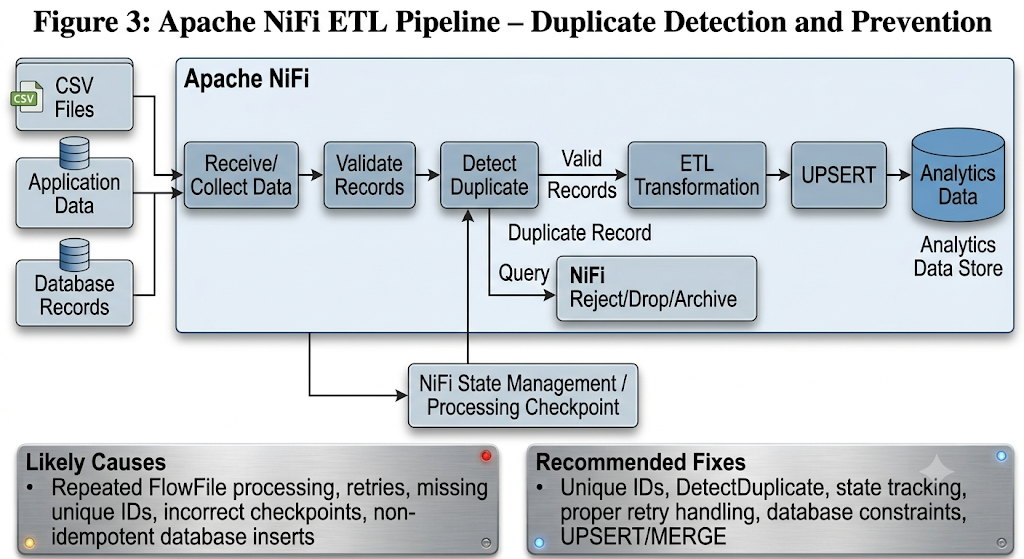 Figure 3: Apache NiFi ETL Pipeline – Duplicate Detection and Prevention
CSV
Files
CSV
Application
Data
Database
Records
Apache NiFi
Receive/
Collect Data
Validate
Records
Detect
Duplicate
Valid
Records
ETL
Transformation
UPSERT
Analytics
Data
Analytics
Data Store
Duplicate Record
Query
NiFi
Reject/Drop/Archive
NiFi State Management /
Processing Checkpoint
Likely Causes
• Repeated FlowFile processing, retries, missing
unique IDs, incorrect checkpoints, non-
idempotent database inserts
Recommended Fixes
• Unique IDs, DetectDuplicate, state tracking,
proper retry handling, database constraints,
UPSERT/MERGE